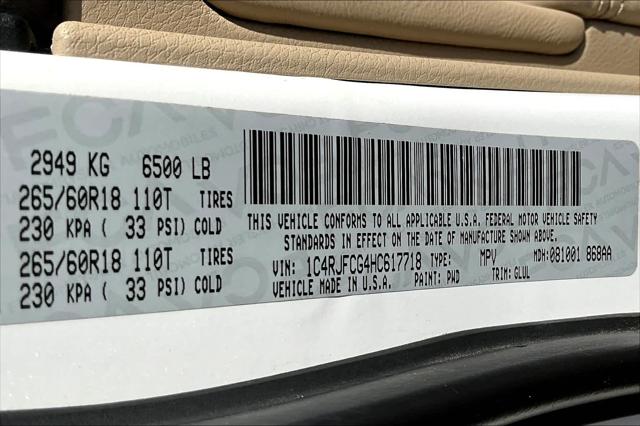 2949 KG 6500 LB
265/60R18 110T TIRES
230 KPA ( 33 PSI) COLD
265/60R18 110T TIRES
230 KPA ( 33 PSI) COLD
THIS VEHICLE CONFORMS TO ALL APPLICABLE U.S.A. FEDERAL MOTOR VEHICLE SAFETY
STANDARDS IN EFFECT ON THE DATE OF MANUFACTURE SHOWN ABOVE.
VIN: 1C4RJFCG4HC617718 TYPE: MPV MDH:081001 868AA
VEHICLE MADE IN U.S.A. PAINT: PWD TRIM: GLUL